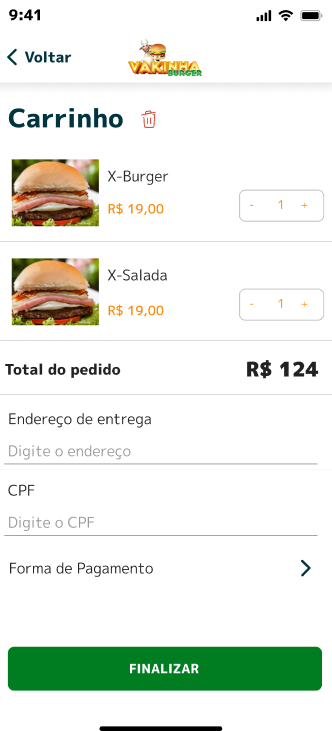 9:41
Voltar
VAKINHA
BURGER
Carrinho
X-Burger
R$ 19,00
- 1 +
X-Salada
R$ 19,00
- 1 +
Total do pedido R$ 124
Endereço de entrega
Digite o endereço
CPF
Digite o CPF
Forma de Pagamento
FINALIZAR